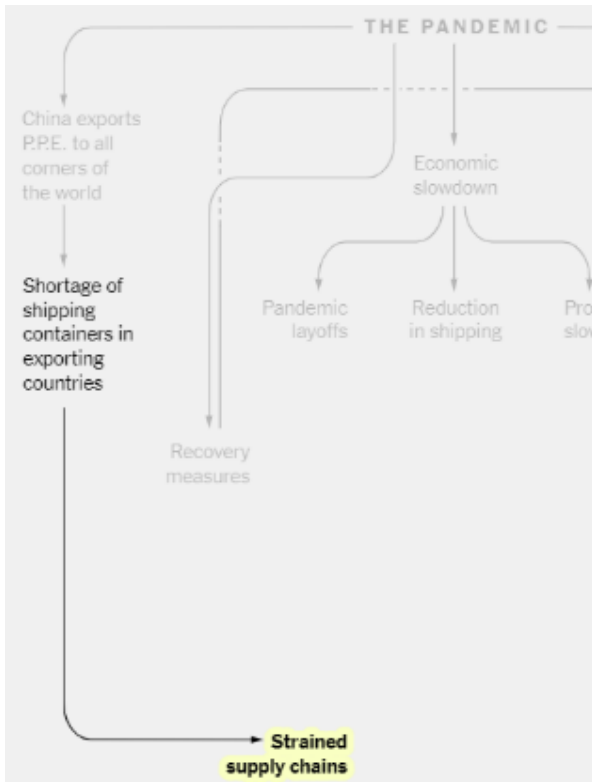 THE PANDEMIC
China exports
P.P.E. to all
corners of
the world
Economic
slowdown
Shortage of
shipping
containers in
exporting
countries
Pandemic
layoffs
Reduction
in shipping
Recovery
measures
Strained
supply chains